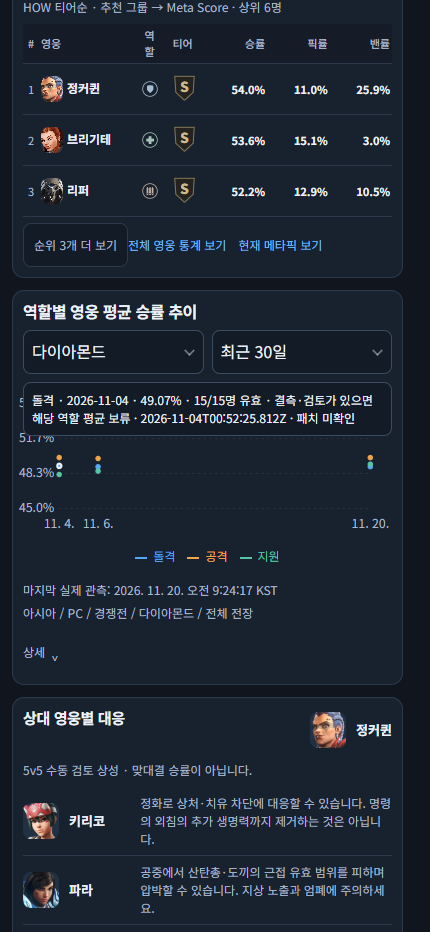 HOW 티어순 · 추천 그룹 → Meta Score · 상위 6명
# 영웅 역할 티어 승률 픽률 밴률
1 정커퀸 S 54.0% 11.0% 25.9%
2 브리기테 S 53.6% 15.1% 3.0%
3 리퍼 S 52.2% 12.9% 10.5%
순위 3개 더 보기 전체 영웅 통계 보기 현재 메타픽 보기
역할별 영웅 평균 승률 추이
다이아몬드 최근 30일
돌격 · 2026-11-04 · 49.07% · 15/15명 유효 · 결측·검토가 있으면
해당 역할 평균 보류 · 2026-11-04T00:52:25.812Z · 패치 미확인
51.7%
48.3%
45.0%
11. 4. 11. 6. 11. 20.
돌격 공격 지원
마지막 실제 관측: 2026. 11. 20. 오전 9:24:17 KST
아시아 / PC / 경쟁전 / 다이아몬드 / 전체 전장
상세
상대 영웅별 대응 정커퀸
5v5 수동 검토 상성 · 맞대결 승률이 아닙니다.
키리코
정화로 상처·치유 차단에 대응할 수 있습니다. 명령
의 외침의 추가 생명력까지 제거하는 것은 아닙니
다.
파라
공중에서 산탄총·도끼의 근접 유효 범위를 피하며
압박할 수 있습니다. 지상 노출과 엄폐에 주의하세
요.